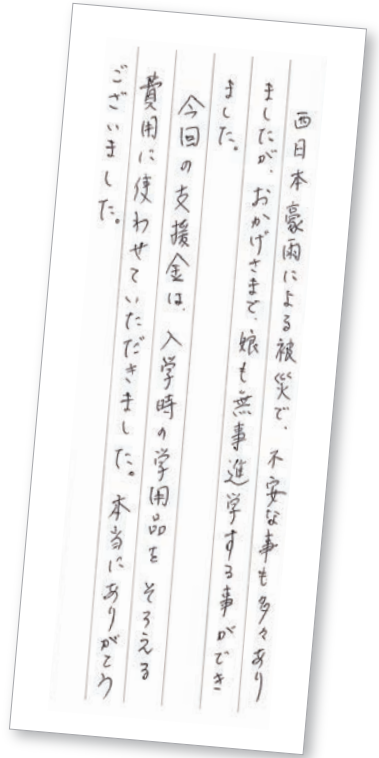 西日本豪雨による被災で、不安な事も多々あり
ましたが、おかげさまで、娘も無事進学する事ができ
ました。
今回の支援金は、入学時の学用品をそろえる
費用に使わせていただきました。本当にありがとう
ございました。